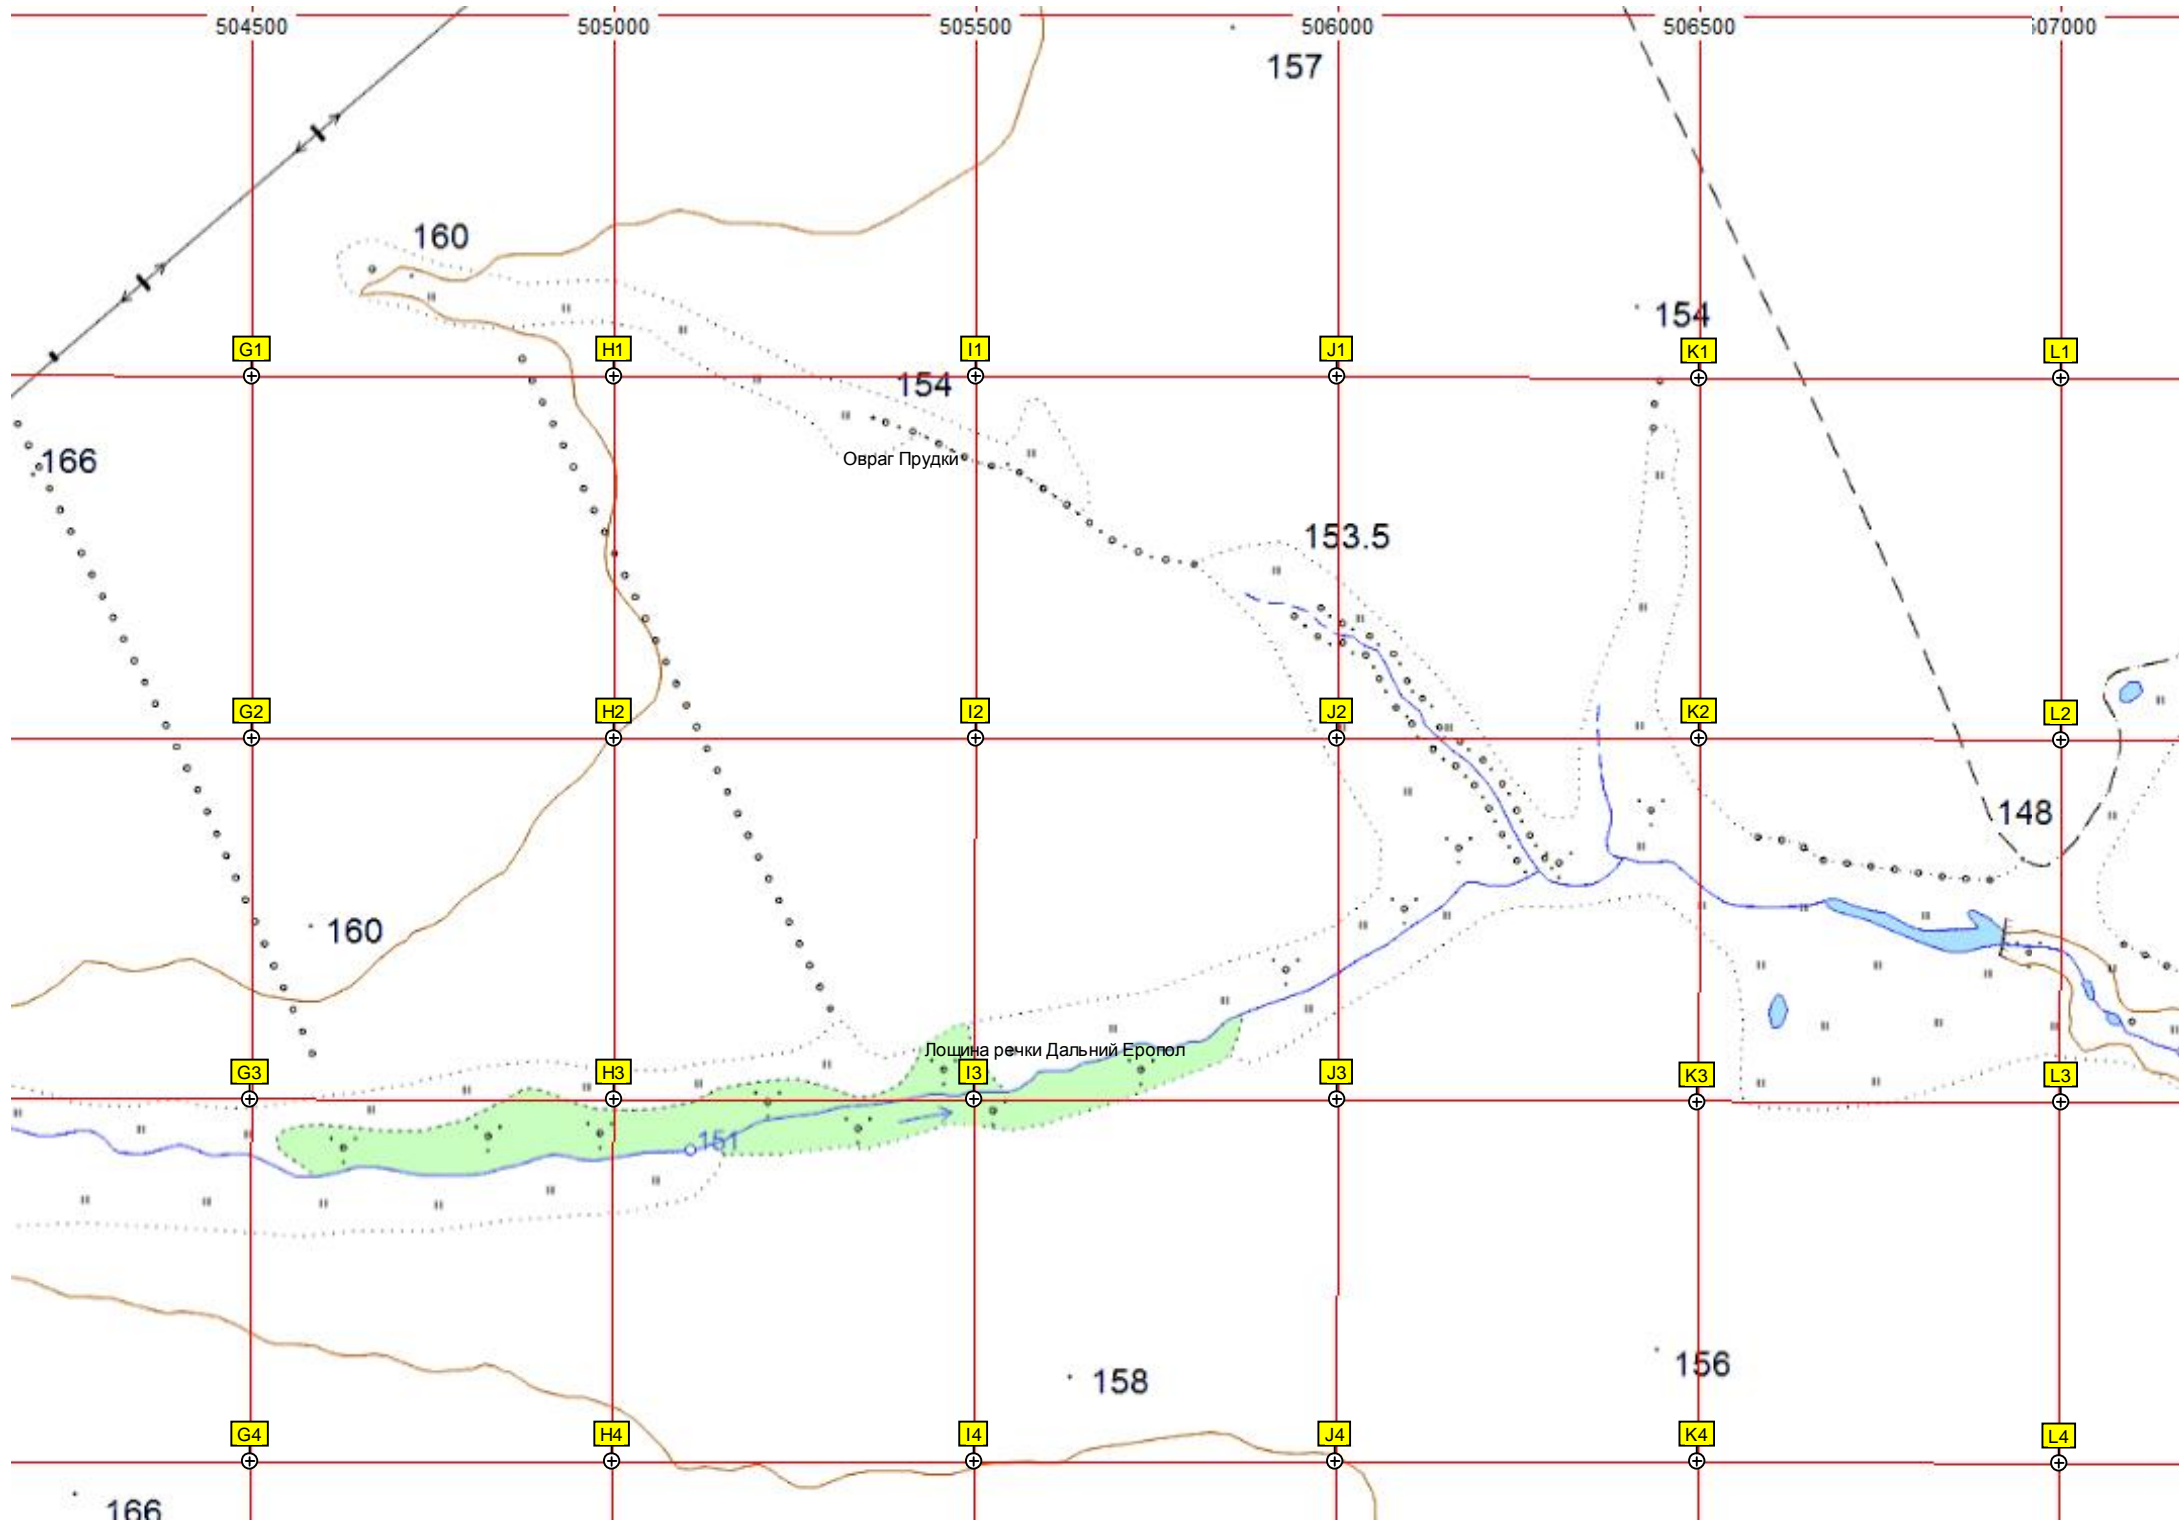 504500 505000 505500 506000 506500 507000
157
160
154
G1 H1 I1 J1 K1 L1
154
166
Овраг Прудки
153.5
G2 H2 I2 J2 K2 L2
148
160
Лощина речки Дальний Еропол
G3 H3 I3 J3 K3 L3
151
156
158
G4 H4 I4 J4 K4 L4
166